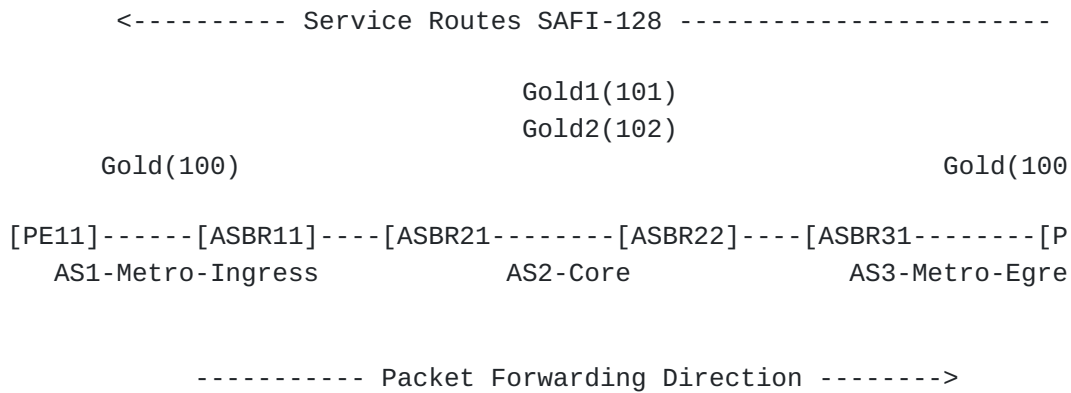 <---------- Service Routes SAFI-128 ------------------------
Gold1(101)
Gold2(102)
Gold(100) Gold(100
[PE11]------[ASBR11]----[ASBR21--------[ASBR22]----[ASBR31--------[P
AS1-Metro-Ingress AS2-Core AS3-Metro-Egre
----------- Packet Forwarding Direction -------->